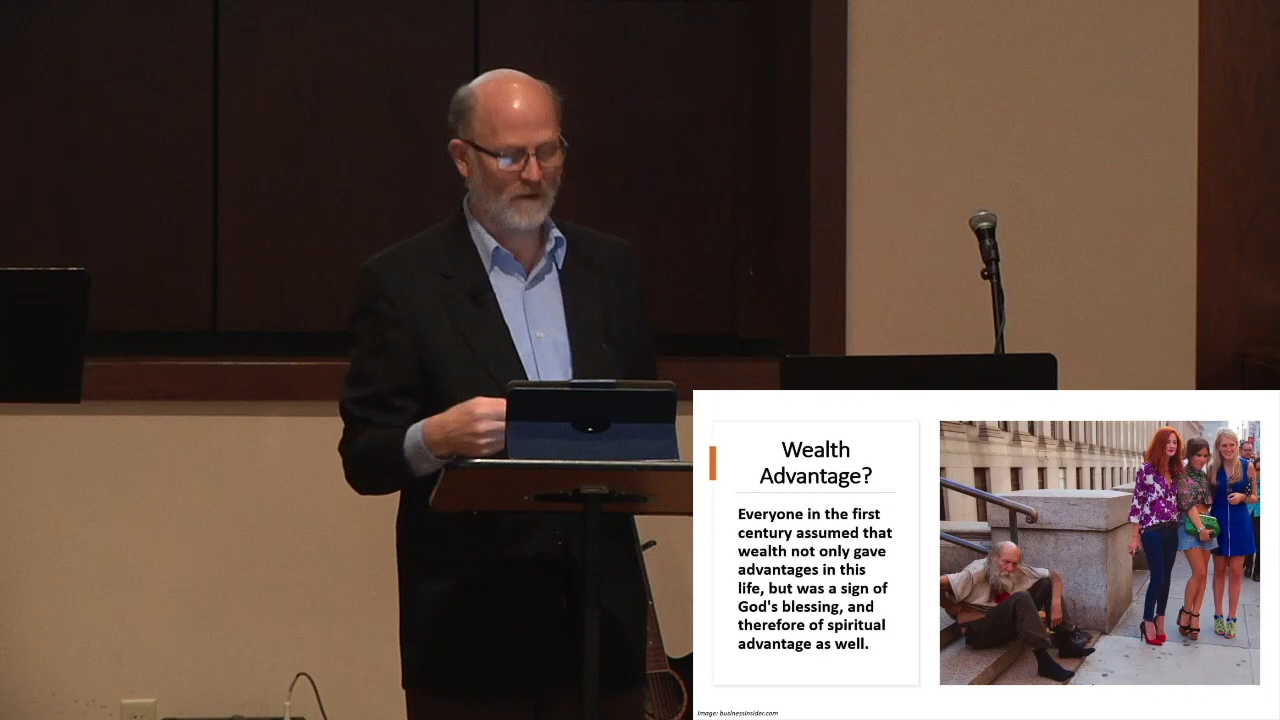 Wealth
Advantage?
Everyone in the first
century assumed that
wealth not only gave
advantages in this
life, but was a sign of
God's blessing, and
therefore of spiritual
advantage as well.
Image: businessinsider.com